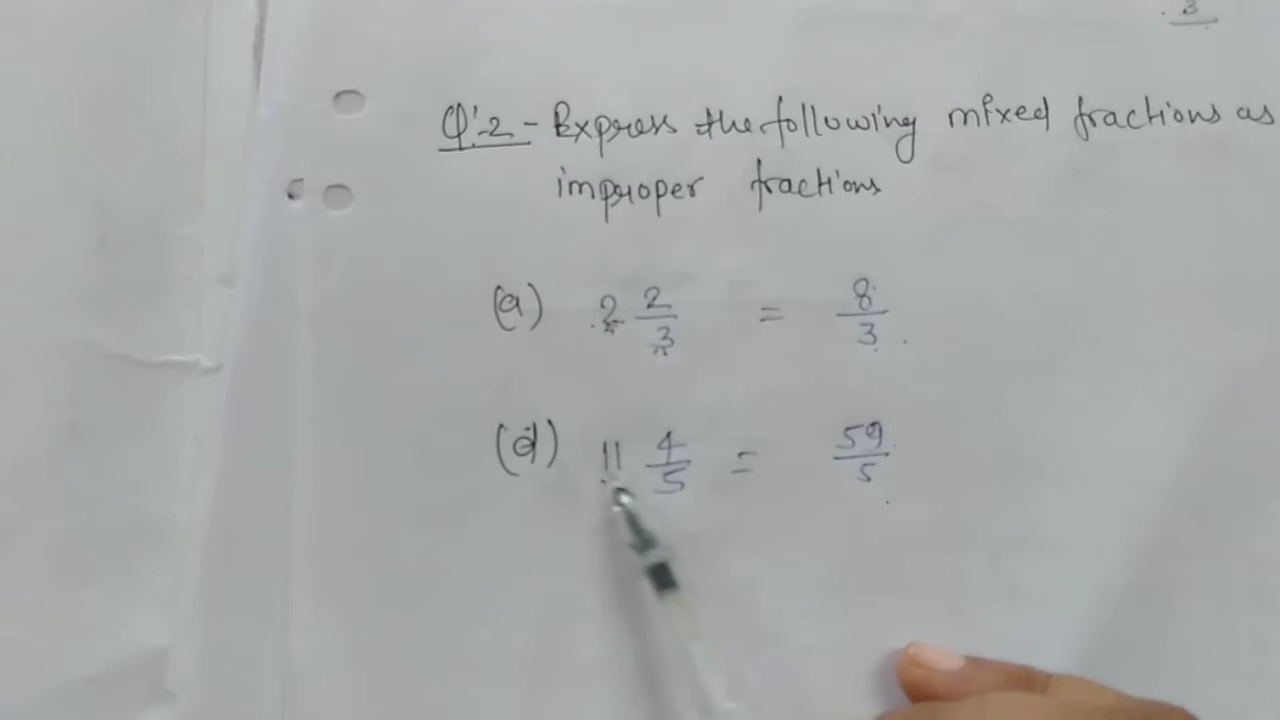 3
Q.2 - Express the following mixed fractions as
improper fractions
(a) 2 2/3 = 8/3
(d) 11 4/5 = 59/5